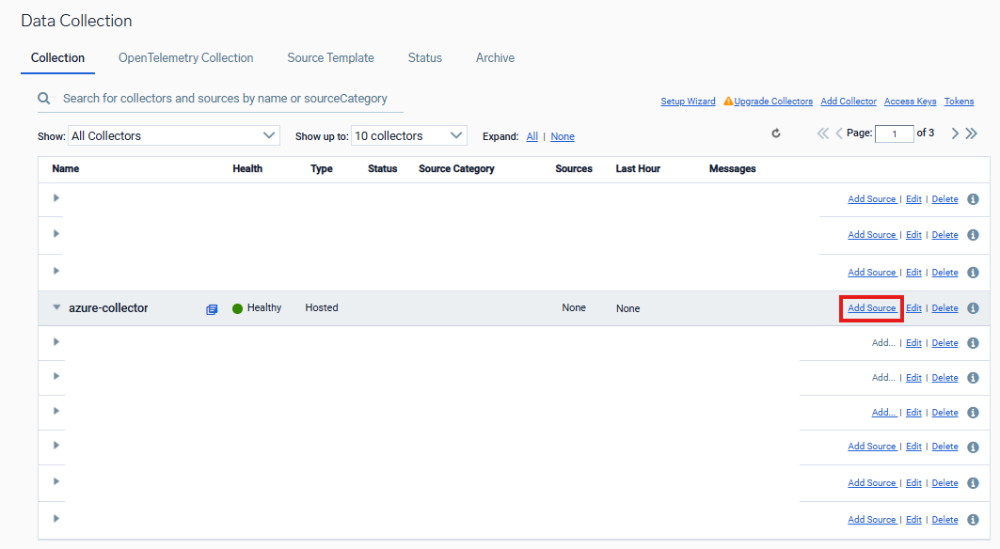 Data Collection
Collection OpenTelemetry Collection Source Template Status Archive
Search for collectors and sources by name or sourceCategory
Setup Wizard Upgrade Collectors Add Collector Access Keys Tokens
Show: All Collectors Show up to: 10 collectors Expand: All | None Page: 1 of 3
Name Health Type Status Source Category Sources Last Hour Messages
Add Source | Edit | Delete
Add Source | Edit | Delete
Add Source | Edit | Delete
azure-collector Healthy Hosted None None Add Source Edit | Delete
Add... | Edit | Delete
Add... | Edit | Delete
Add... | Edit | Delete
Add Source | Edit | Delete
Add Source | Edit | Delete
Add Source | Edit | Delete